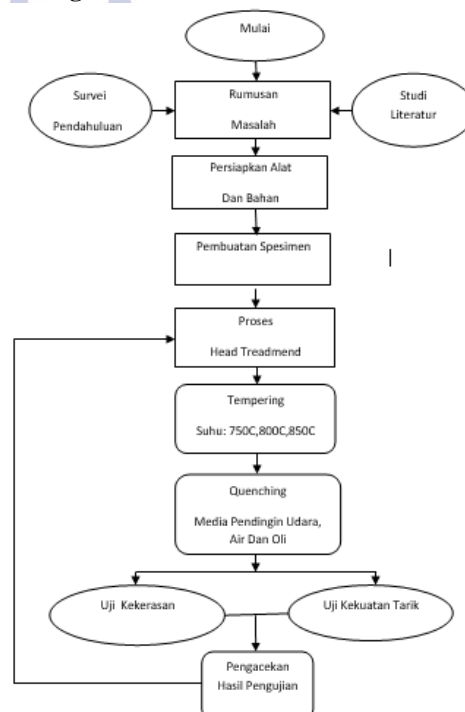 Mulai
Survei
Pendahuluan
Rumusan
Masalah
Studi
Literatur
Persiapkan Alat
Dan Bahan
Pembuatan Spesimen
Proses
Head Treadmend
Tempering
Suhu: 750C,800C,850C
Quenching
Media Pendingin Udara,
Air Dan Oli
Uji Kekerasan
Uji Kekuatan Tarik
Pengacekan
Hasil Pengujian